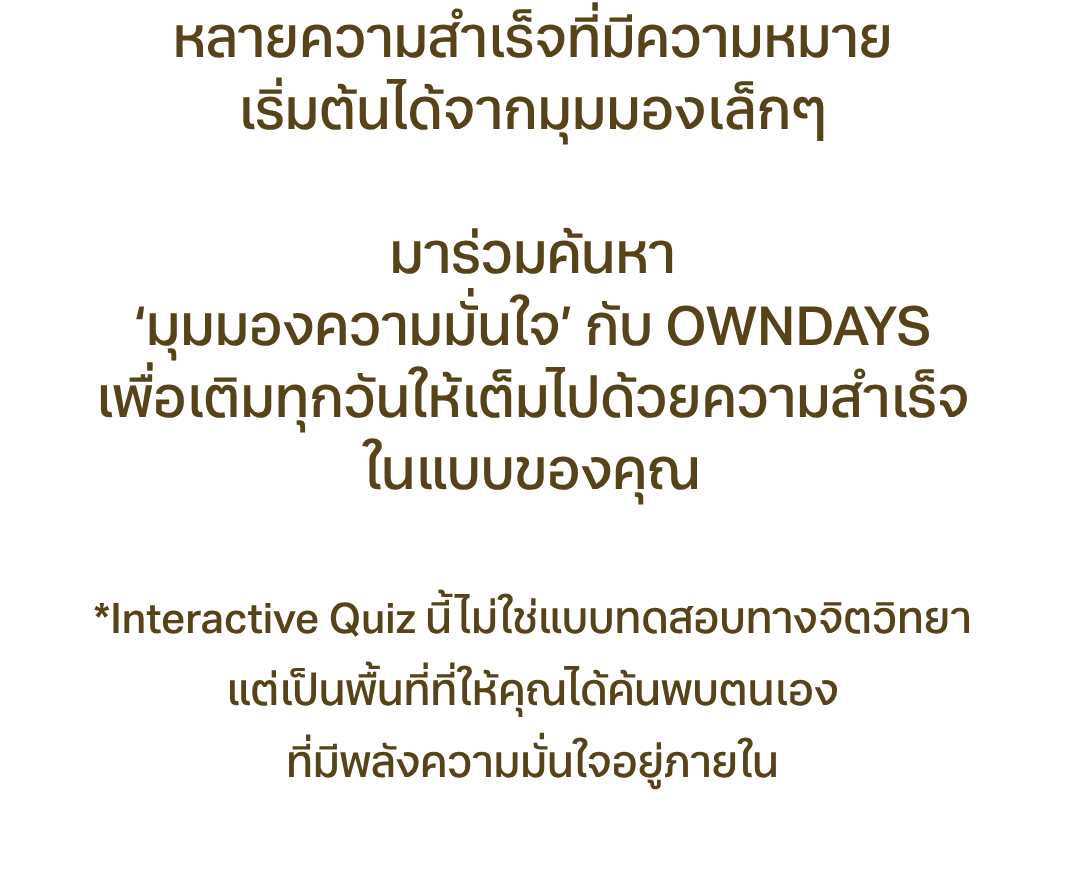 หลายความสำเร็จที่มีความหมาย
เริ่มต้นได้จากมุมมองเล็กๆ
มาร่วมค้นหา
‘มุมมองความมั่นใจ’ กับ OWNDAYS
เพื่อเติมทุกวันให้เต็มไปด้วยความสำเร็จ
ในแบบของคุณ
*Interactive Quiz นี้ไม่ใช่แบบทดสอบทางจิตวิทยา
แต่เป็นพื้นที่ที่ให้คุณได้ค้นพบตนเอง
ที่มีพลังความมั่นใจอยู่ภายใน